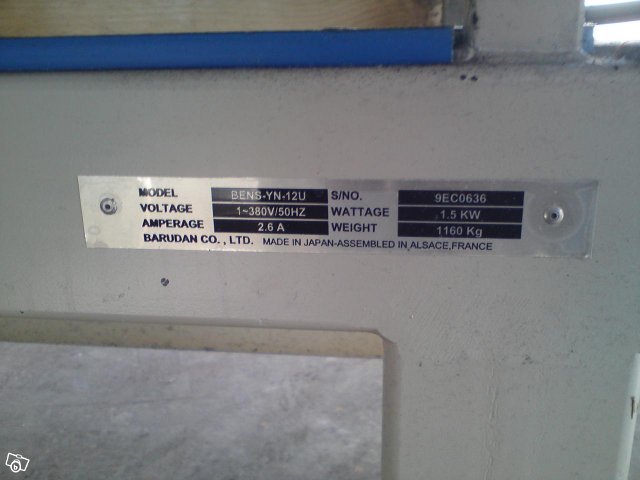 MODEL BENS-YN-12U S/NO. 9EC0636
VOLTAGE 1~380V/50HZ WATTAGE 1.5 KW
AMPERAGE 2.6 A WEIGHT 1160 Kg
BARUDAN CO., LTD. MADE IN JAPAN-ASSEMBLED IN ALSACE,FRANCE